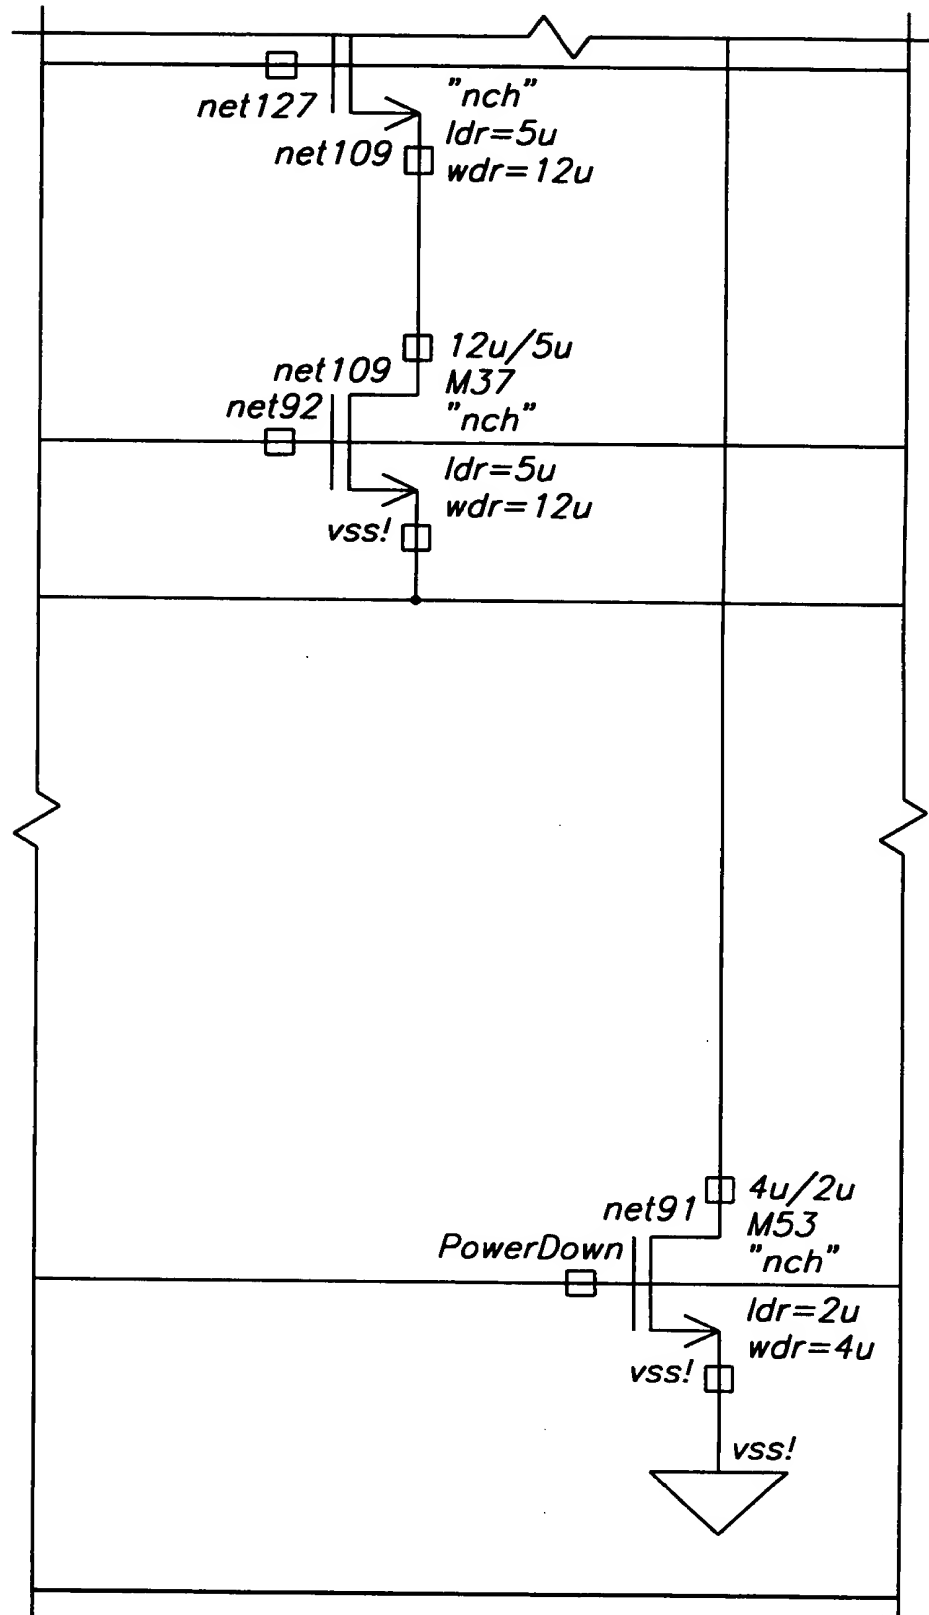 "nch"
net127
ldr=5u
net109
wdr=12u
12u/5u
net109
M37
net92
"nch"
ldr=5u
wdr=12u
vss!
4u/2u
net91
M53
PowerDown
"nch"
ldr=2u
wdr=4u
vss!
vss!